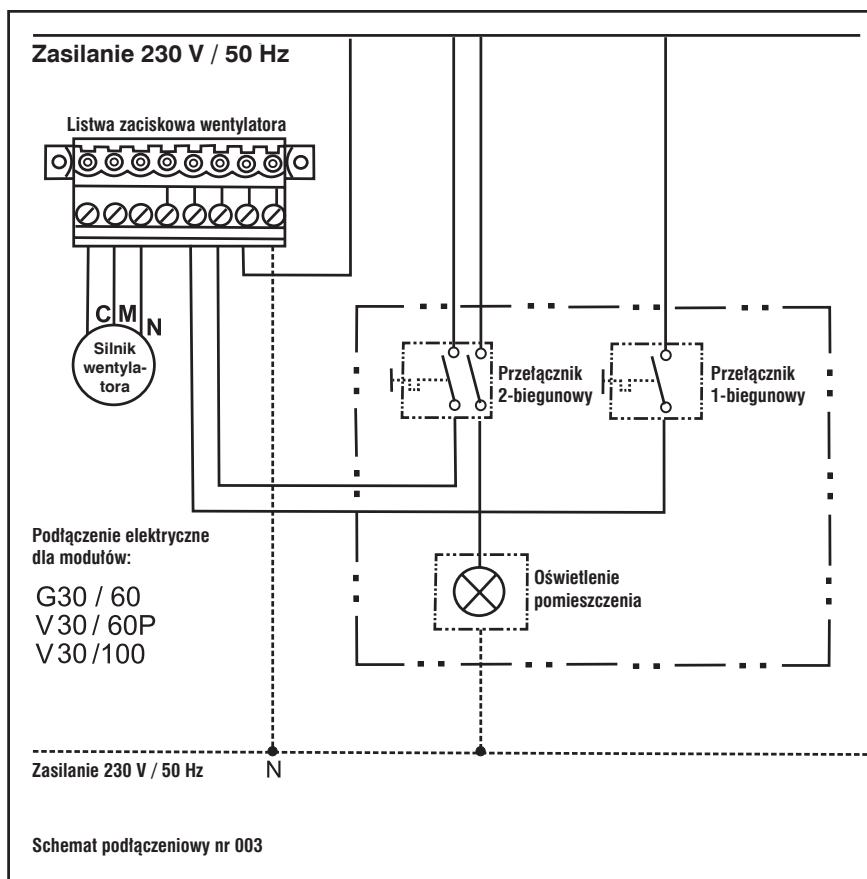 Zasilanie 230 V / 50 Hz
Listwa zaciskowa wentylatora
C M N
Silnik
wentyla-
tora
Przełącznik
2-biegunowy
Przełącznik
1-biegunowy
Podłączenie elektryczne
dla modułów:
G30 / 60
V30 / 60P
V30 /100
Oświetlenie
pomieszczenia
Zasilanie 230 V / 50 Hz
N
Schemat podłączeniowy nr 003